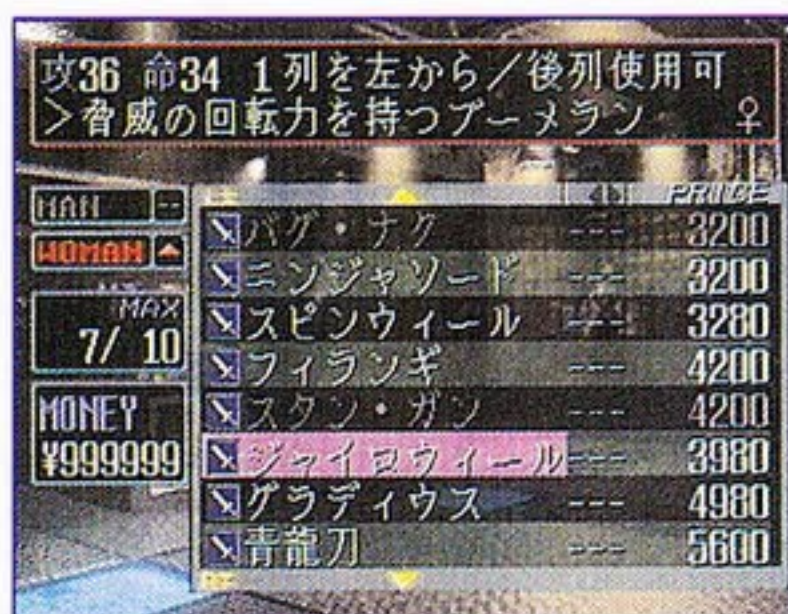 攻36 命34 1列を左から/後列使用可
>脅威の回転力を持つブーメラン ♀
MAN --
WOMAN
MAX
7/ 10
MONEY
¥999999
PRICE
バグ・ナク --- 3200
ニンジャソード --- 3200
スピンウィール --- 3280
フィランギ --- 4200
スタン・ガン --- 4200
ジャイロウィール --- 3980
グラディウス --- 4980
青龍刀 --- 5600